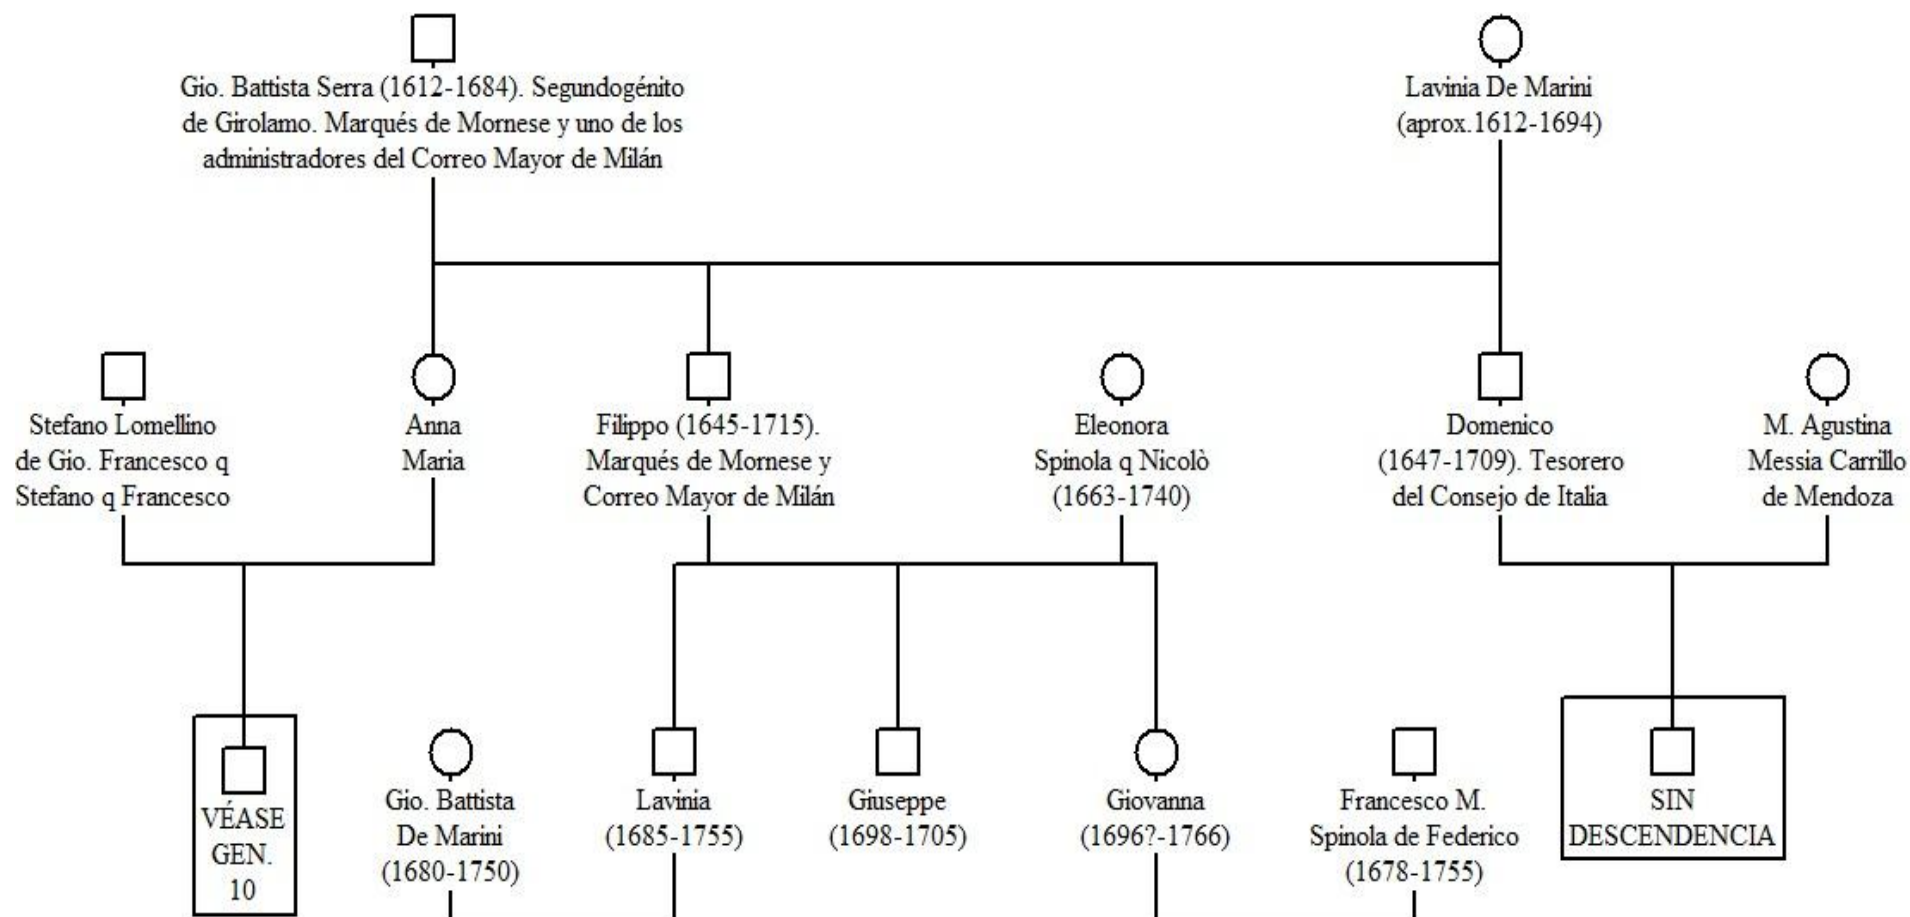 Gio. Battista Serra (1612-1684). Segundogénito
de Girolamo. Marqués de Mornese y uno de los
administradores del Correo Mayor de Milán
Lavinia De Marini
(aprox.1612-1694)
Stefano Lomellino
de Gio. Francesco q
Stefano q Francesco
Anna
Maria
Filippo (1645-1715).
Marqués de Mornese y
Correo Mayor de Milán
Eleonora
Spinola q Nicolò
(1663-1740)
Domenico
(1647-1709). Tesorero
del Consejo de Italia
M. Agustina
Messia Carrillo
de Mendoza
VÉASE
GEN.
10
Gio. Battista
De Marini
(1680-1750)
Lavinia
(1685-1755)
Giuseppe
(1698-1705)
Giovanna
(1696?-1766)
Francesco M.
Spinola de Federico
(1678-1755)
SIN
DESCENDENCIA